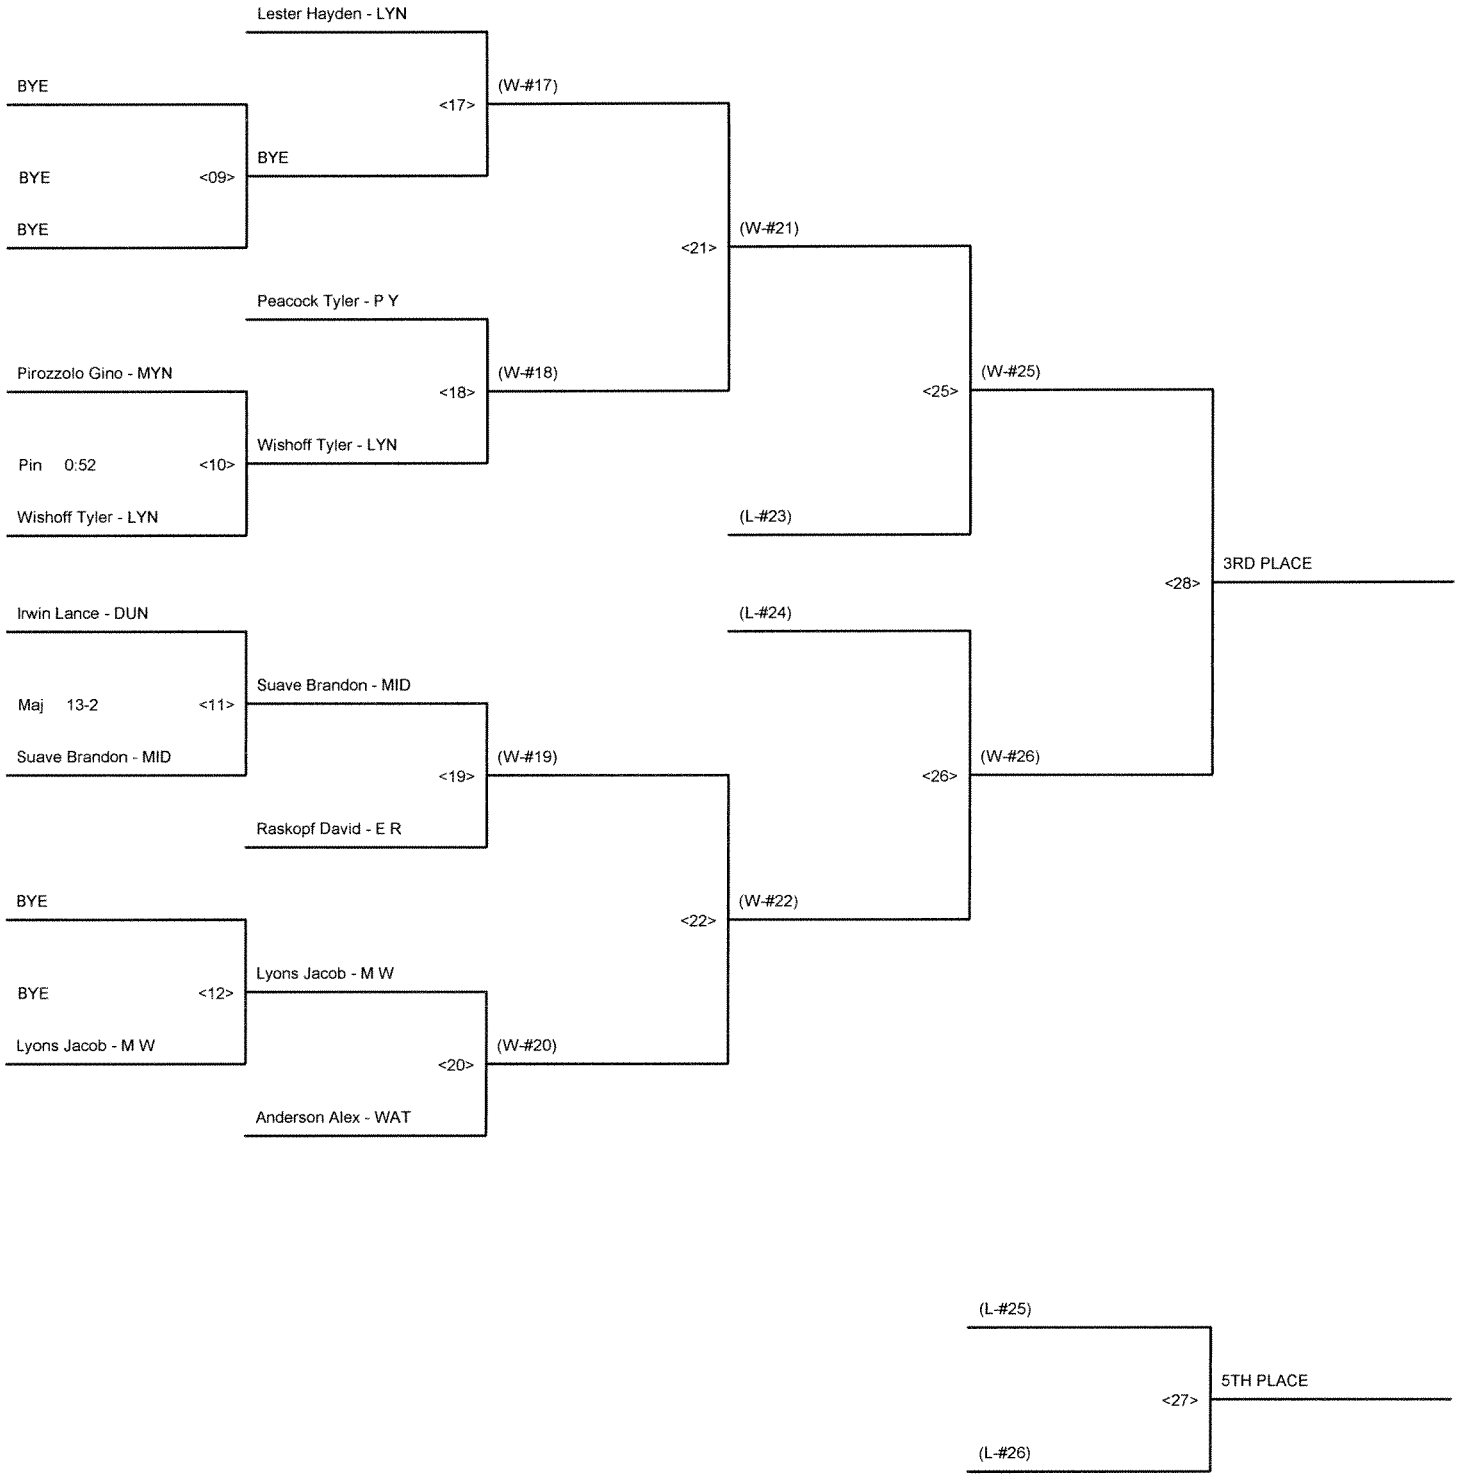 Lester Hayden - LYN
BYE
(W-#17)
<17>
BYE
BYE
<09>
BYE
(W-#21)
<21>
Peacock Tyler - P Y
Pirozzolo Gino - MYN
(W-#18)
(W-#25)
<18>
<25>
Wishoff Tyler - LYN
Pin 0:52
<10>
Wishoff Tyler - LYN
(L-#23)
3RD PLACE
<28>
Irwin Lance - DUN
(L-#24)
Suave Brandon - MID
Maj 13-2
<11>
Suave Brandon - MID
(W-#19)
(W-#26)
<19>
<26>
Raskopf David - E R
BYE
(W-#22)
<22>
Lyons Jacob - M W
BYE
<12>
Lyons Jacob - M W
(W-#20)
<20>
Anderson Alex - WAT
(L-#25)
5TH PLACE
<27>
(L-#26)